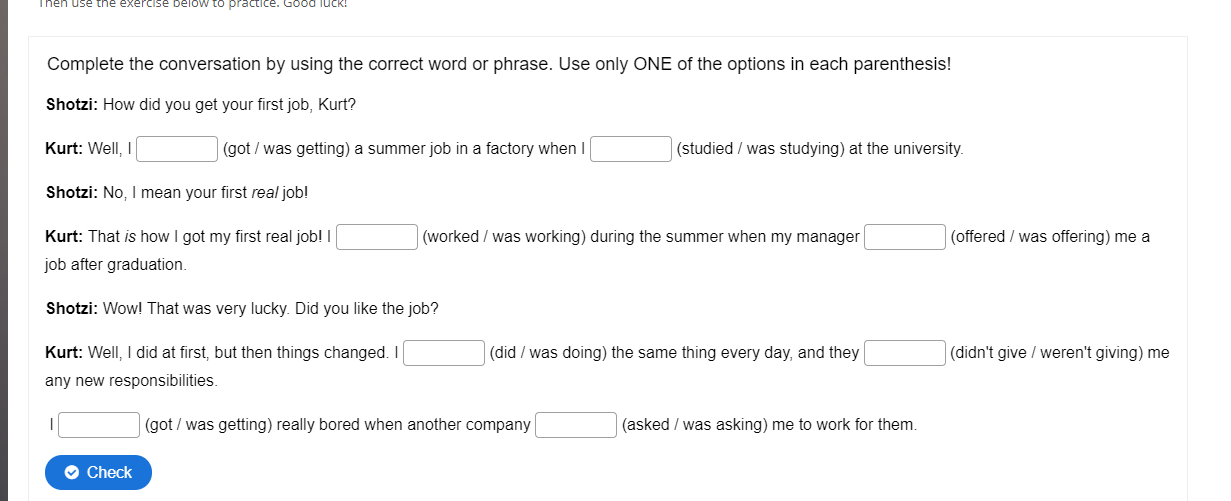 Then use the exercise below to practice. Good luck!
Complete the conversation by using the correct word or phrase. Use only ONE of the options in each parenthesis!
Shotzi: How did you get your first job, Kurt?
Kurt: Well, I (got / was getting) a summer job in a factory when I (studied / was studying) at the university.
Shotzi: No, I mean your first real job!
Kurt: That is how I got my first real job! I (worked / was working) during the summer when my manager (offered / was offering) me a
job after graduation.
Shotzi: Wow! That was very lucky. Did you like the job?
Kurt: Well, I did at first, but then things changed. I (did / was doing) the same thing every day, and they (didn't give / weren't giving) me
any new responsibilities.
I (got / was getting) really bored when another company (asked / was asking) me to work for them.
Check